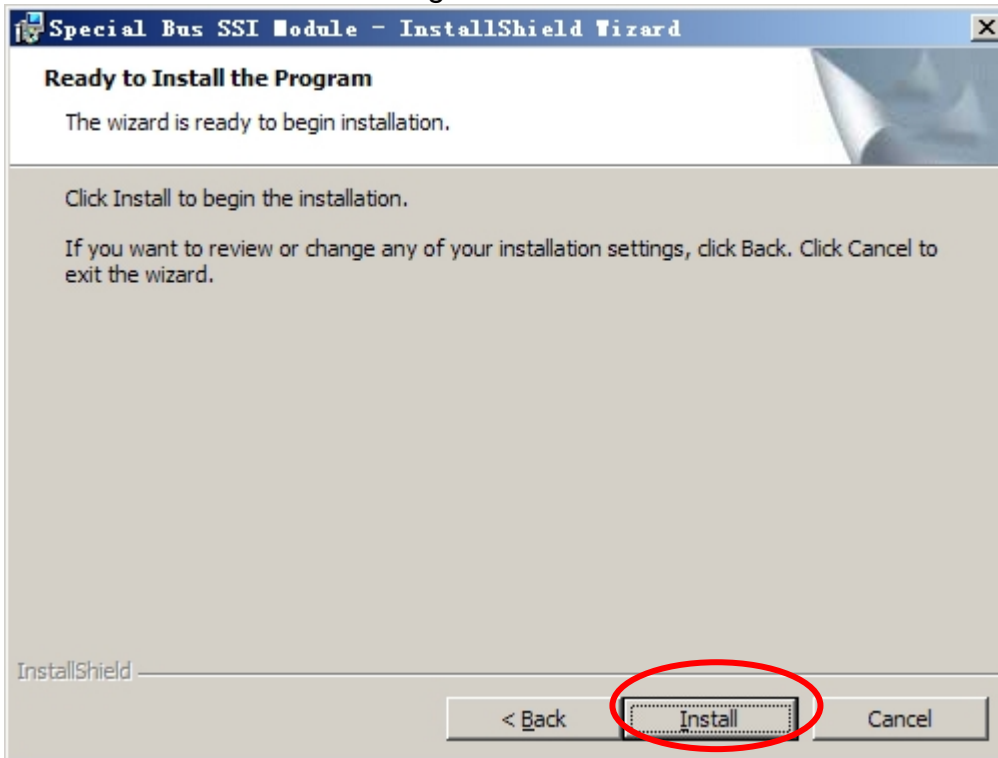 Special Bus SSI Module - InstallShield Wizard
Ready to Install the Program
The wizard is ready to begin installation.
Click Install to begin the installation.
If you want to review or change any of your installation settings, click Back. Click Cancel to
exit the wizard.
InstallShield
< Back
Install
Cancel